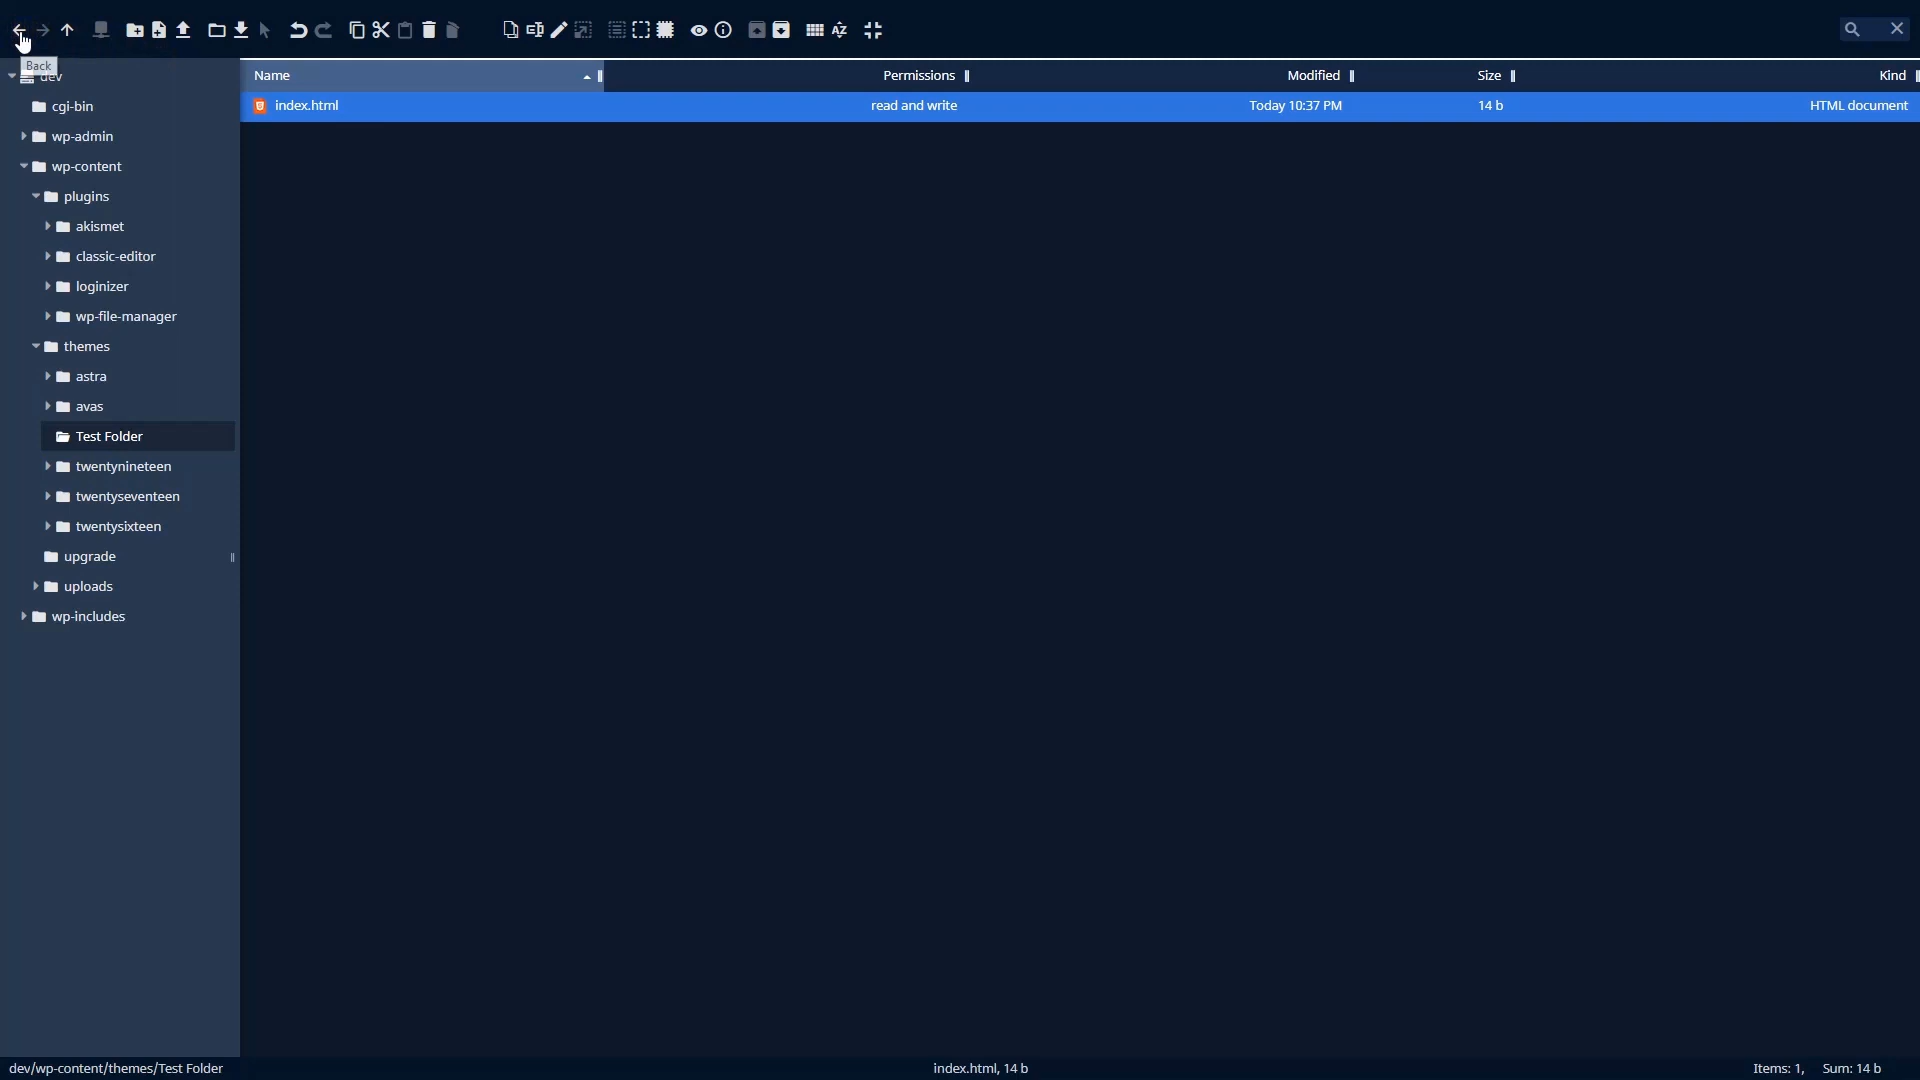 Back
dev
cgi-bin
wp-admin
wp-content
plugins
akismet
classic-editor
loginizer
wp-file-manager
themes
astra
avas
Test Folder
twentynineteen
twentyseventeen
twentysixteen
upgrade
uploads
wp-includes
Name Permissions Modified Size Kind
index.html read and write Today 10:37 PM 14 b HTML document
dev/wp-content/themes/Test Folder index.html, 14 b Items: 1, Sum: 14 b